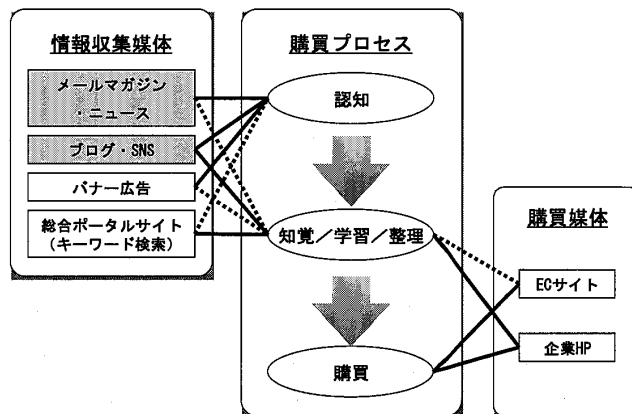 情報収集媒体
メールマガジン
・ニュース
ブログ・SNS
バナー広告
総合ポータルサイト
(キーワード検索)
購買プロセス
認知
知覚／学習／整理
購買
購買媒体
ECサイト
企業HP